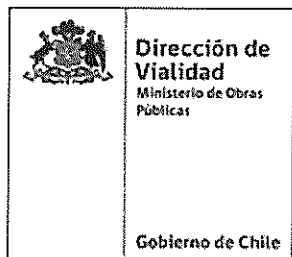 Dirección de
Vialidad
Ministerio de Obras
Públicas
Gobierno de Chile